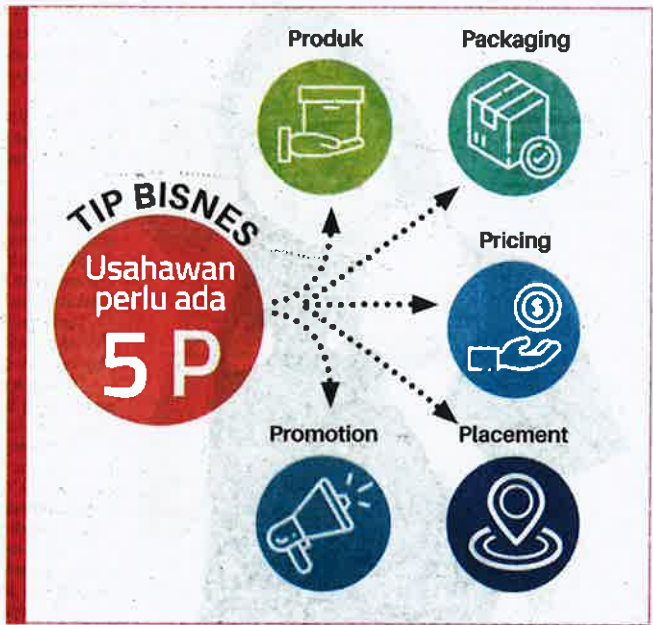 Produk
Packaging
TIP BISNES
Usahawan
perlu ada
5 P
Pricing
Promotion
Placement